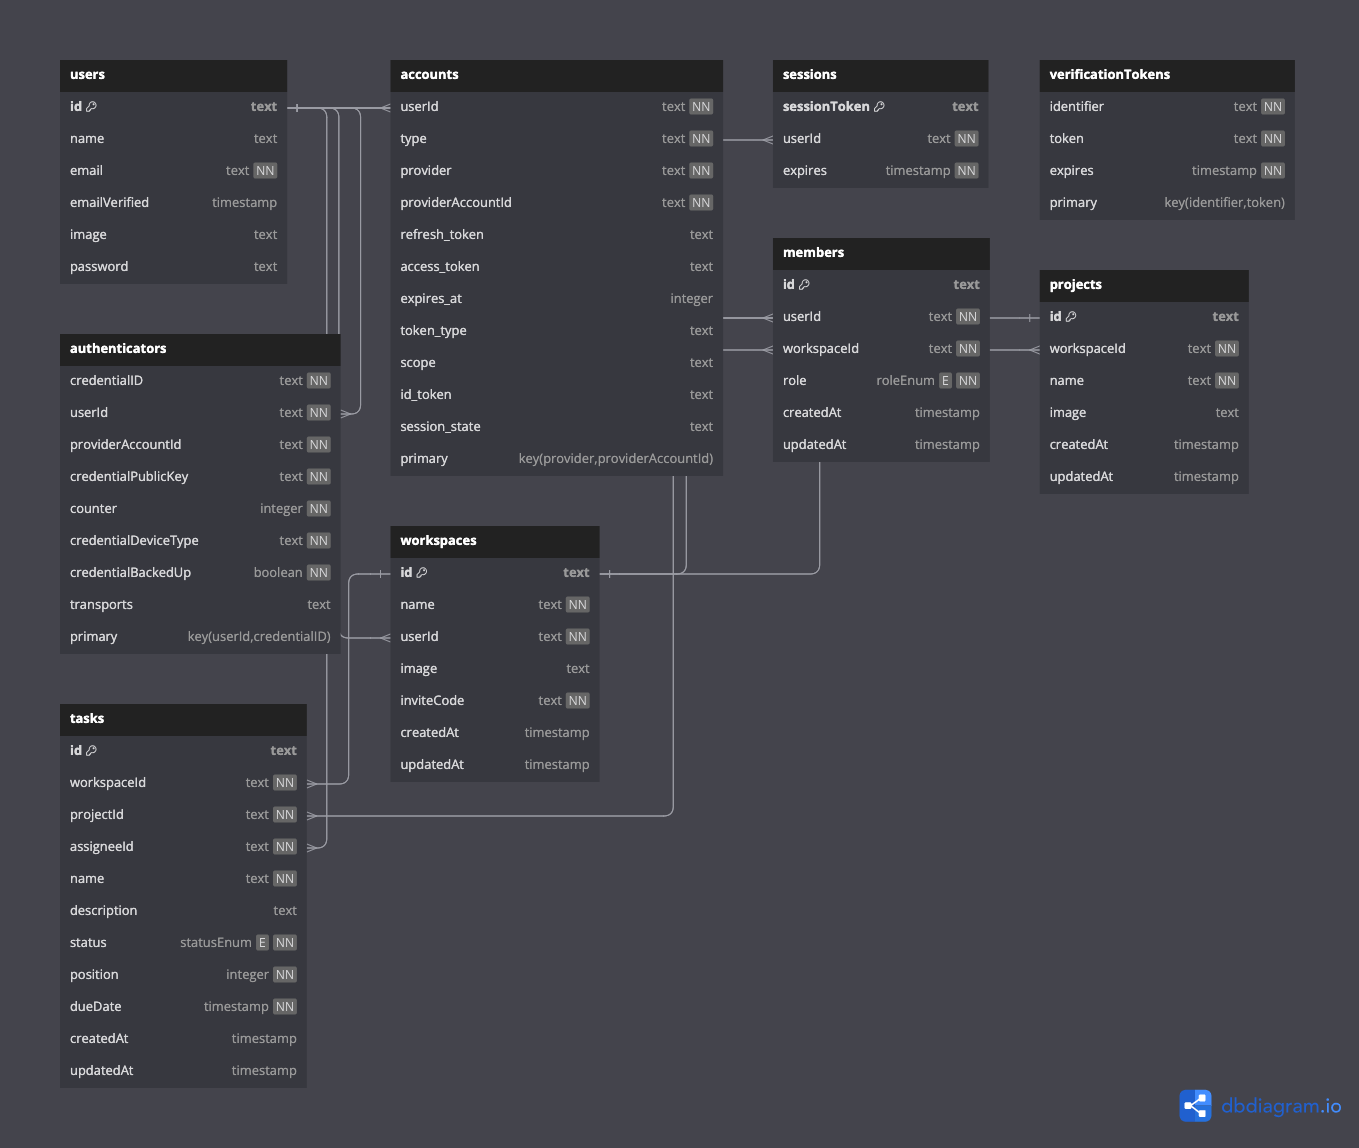 users
id text
name text
email text NN
emailVerified timestamp
image text
password text
accounts
userId text NN
type text NN
provider text NN
providerAccountId text NN
refresh_token text
access_token text
expires_at integer
token_type text
scope text
id_token text
session_state text
primary key(provider,providerAccountId)
sessions
sessionToken text
userId text NN
expires timestamp NN
verificationTokens
identifier text NN
token text NN
expires timestamp NN
primary key(identifier,token)
members
id text
userId text NN
workspaceId text NN
role roleEnum E NN
createdAt timestamp
updatedAt timestamp
projects
id text
workspaceId text NN
name text NN
image text
createdAt timestamp
updatedAt timestamp
authenticators
credentialID text NN
userId text NN
providerAccountId text NN
credentialPublicKey text NN
counter integer NN
credentialDeviceType text NN
credentialBackedUp boolean NN
transports text
primary key(userId,credentialID)
workspaces
id text
name text NN
userId text NN
image text
inviteCode text NN
createdAt timestamp
updatedAt timestamp
tasks
id text
workspaceId text NN
projectId text NN
assigneeId text NN
name text NN
description text
status statusEnum E NN
position integer NN
dueDate timestamp NN
createdAt timestamp
updatedAt timestamp
dbdiagram.io